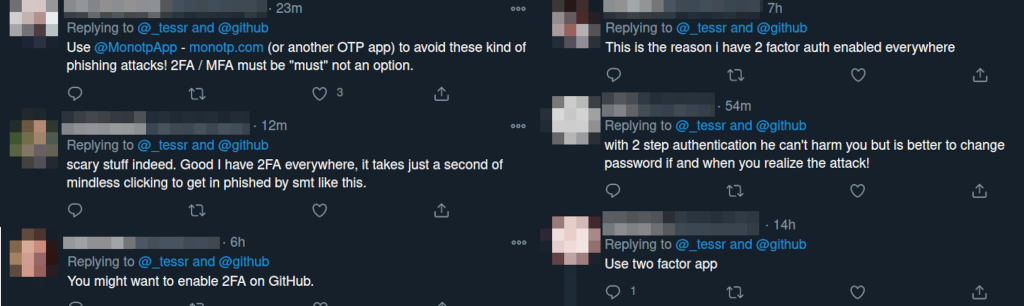 · 23m
Replying to @_tessr and @github
Use @MonotpApp - monotp.com (or another OTP app) to avoid these kind of
phishing attacks! 2FA / MFA must be "must" not an option.
3
· 12m
Replying to @_tessr and @github
scary stuff indeed. Good I have 2FA everywhere, it takes just a second of
mindless clicking to get in phished by smt like this.
· 6h
Replying to @_tessr and @github
You might want to enable 2FA on GitHub.
· 7h
Replying to @_tessr and @github
This is the reason i have 2 factor auth enabled everywhere
· 54m
Replying to @_tessr and @github
with 2 step authentication he can't harm you but is better to change
password if and when you realize the attack!
· 14h
Replying to @_tessr and @github
Use two factor app
1